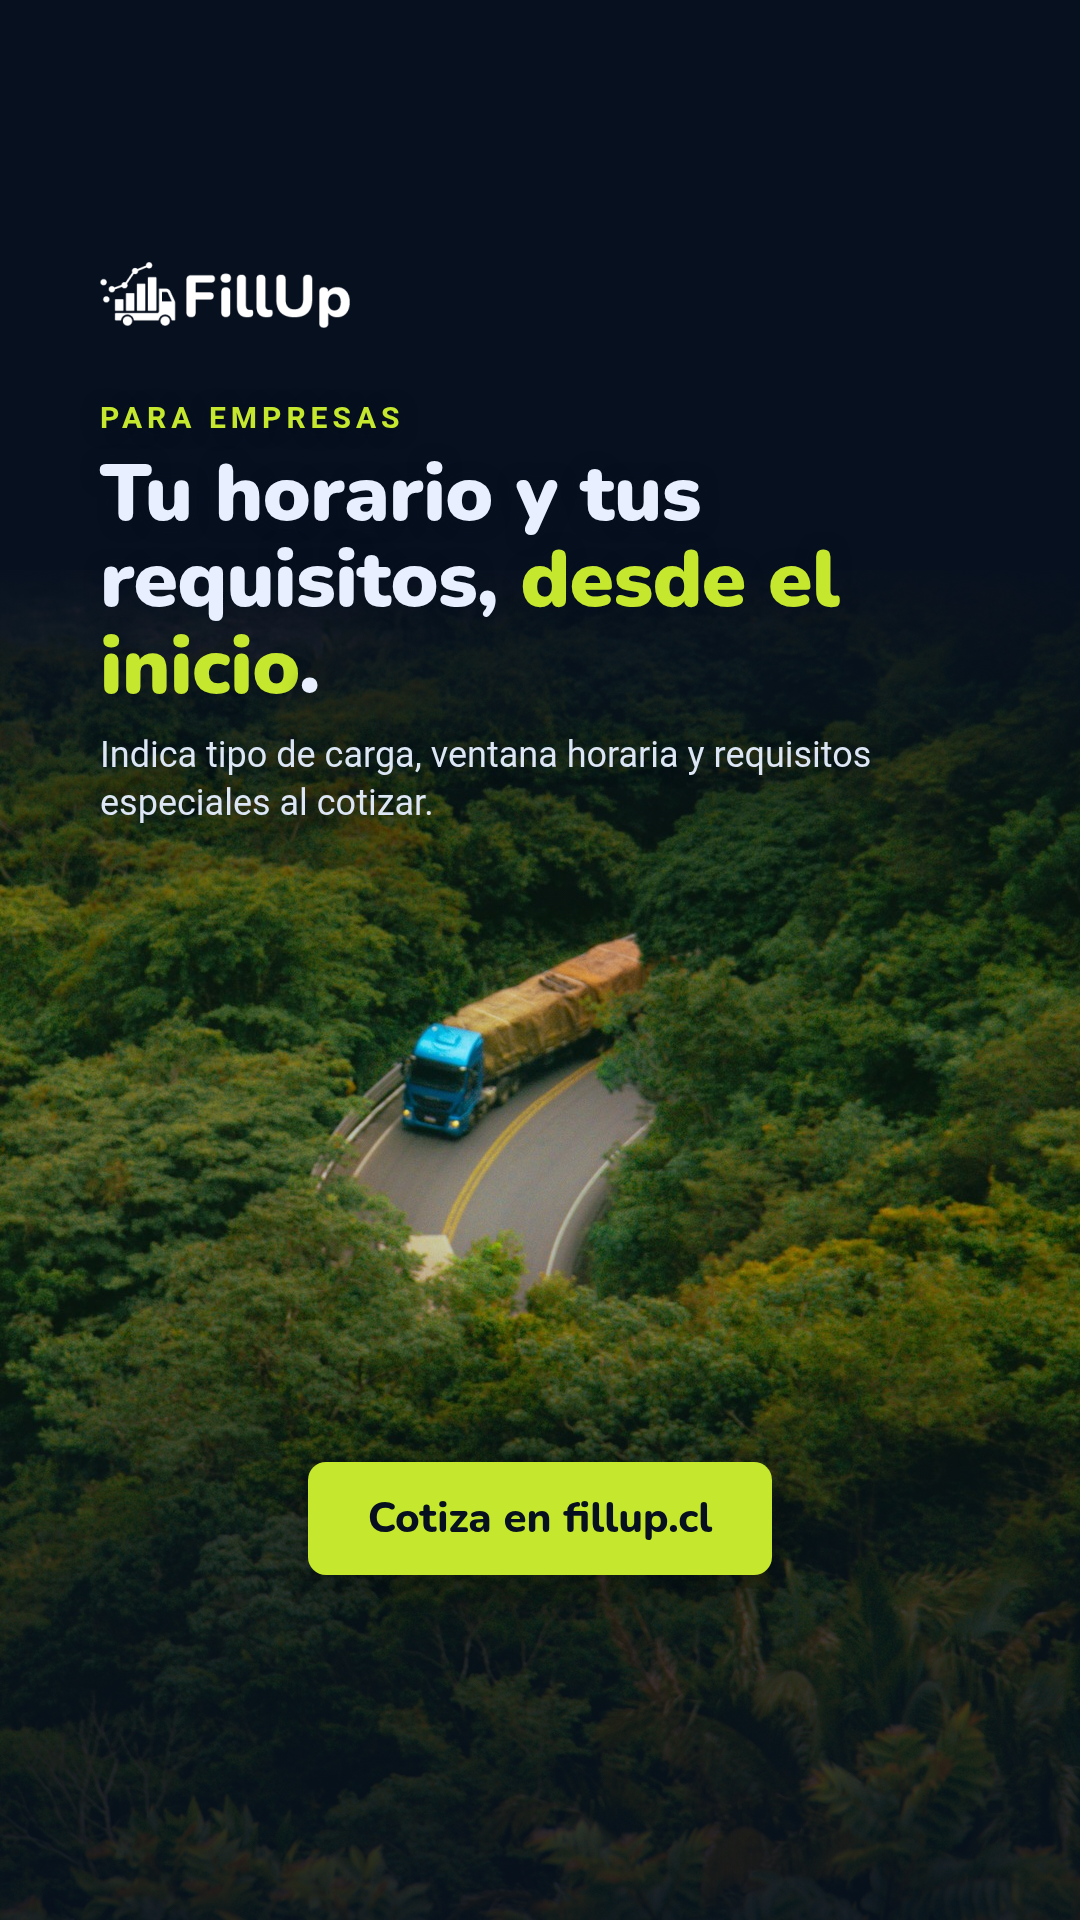 FillUp
PARA EMPRESAS
Tu horario y tus
requisitos, desde el
inicio.
Indica tipo de carga, ventana horaria y requisitos
especiales al cotizar.
Cotiza en fillup.cl